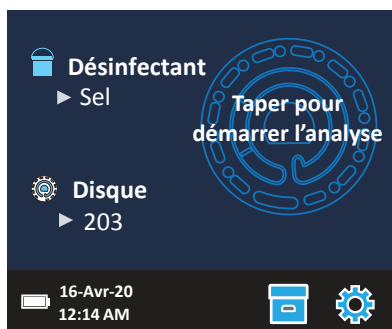 Désinfectant
▶ Sel
Taper pour
démarrer l’analyse
Disque
▶ 203
16-Avr-20
12:14 AM